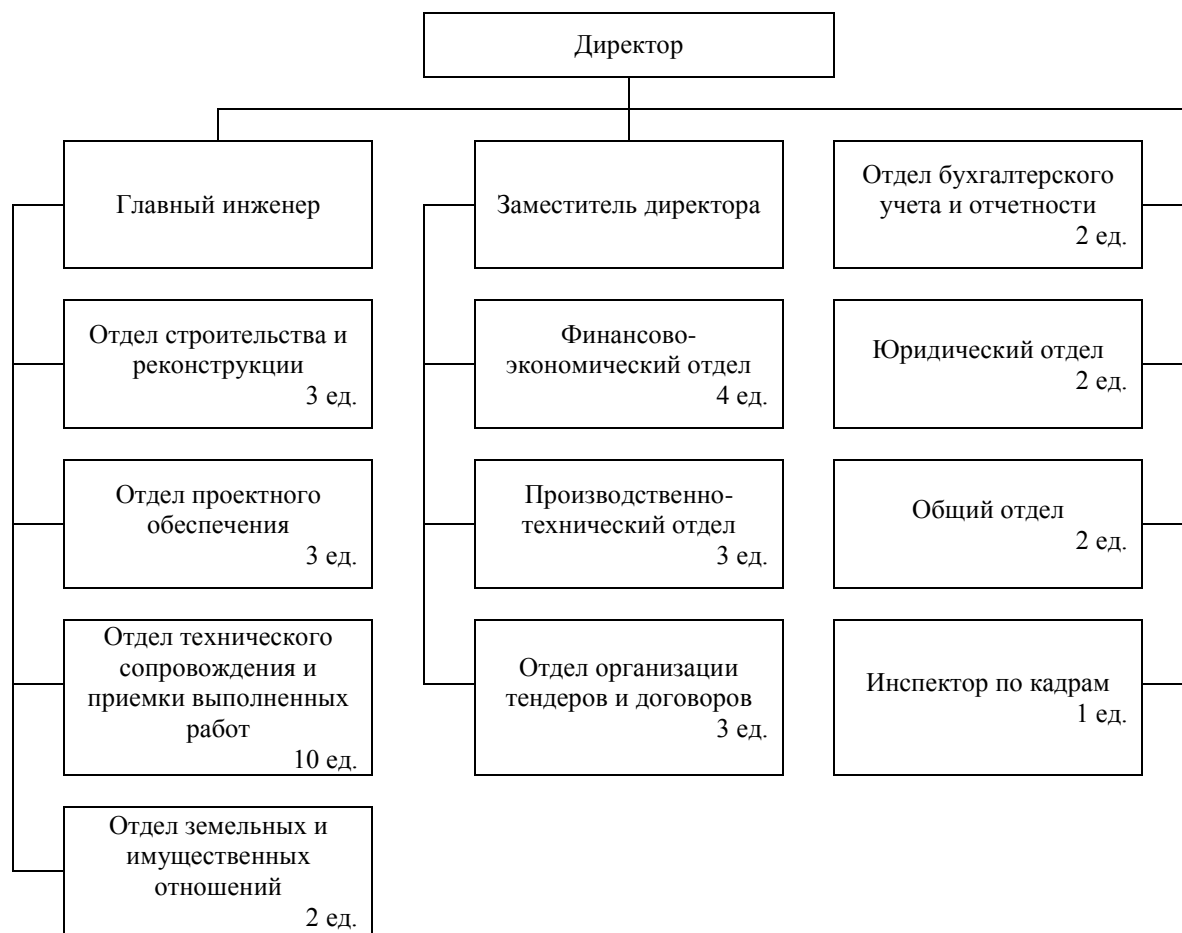 Директор
Главный инженер
Заместитель директора
Отдел бухгалтерского
учета и отчетности
2 ед.
Отдел строительства и
реконструкции
3 ед.
Финансово-
экономический отдел
4 ед.
Юридический отдел
2 ед.
Отдел проектного
обеспечения
3 ед.
Производственно-
технический отдел
3 ед.
Общий отдел
2 ед.
Отдел технического
сопровождения и
приемки выполненных
работ
10 ед.
Отдел организации
тендеров и договоров
3 ед.
Инспектор по кадрам
1 ед.
Отдел земельных и
имущественных
отношений
2 ед.